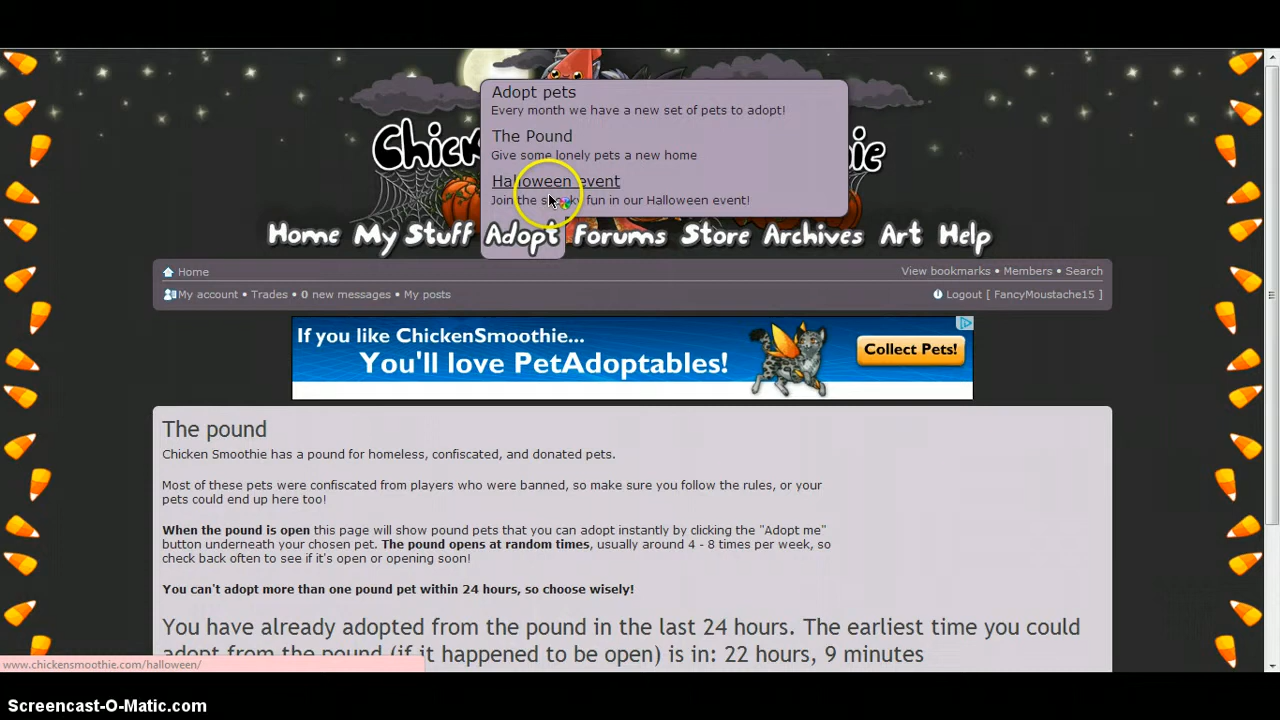 Adopt pets
Every month we have a new set of pets to adopt!
The Pound
Give some lonely pets a new home
Halloween event
Join the spooky fun in our Halloween event!
Chic
ie
Home My Stuff Adopt Forums Store Archives Art Help
Home
View bookmarks • Members • Search
My account • Trades • 0 new messages • My posts
Logout [ FancyMoustache15 ]
If you like ChickenSmoothie...
You'll love PetAdoptables!
Collect Pets!
The pound
Chicken Smoothie has a pound for homeless, confiscated, and donated pets.
Most of these pets were confiscated from players who were banned, so make sure you follow the rules, or your
pets could end up here too!
When the pound is open this page will show pound pets that you can adopt instantly by clicking the "Adopt me"
button underneath your chosen pet. The pound opens at random times, usually around 4 - 8 times per week, so
check back often to see if it's open or opening soon!
You can't adopt more than one pound pet within 24 hours, so choose wisely!
You have already adopted from the pound in the last 24 hours. The earliest time you could
adopt from the pound (if it happened to be open) is in: 22 hours, 9 minutes
www.chickensmoothie.com/halloween/
Screencast-O-Matic.com